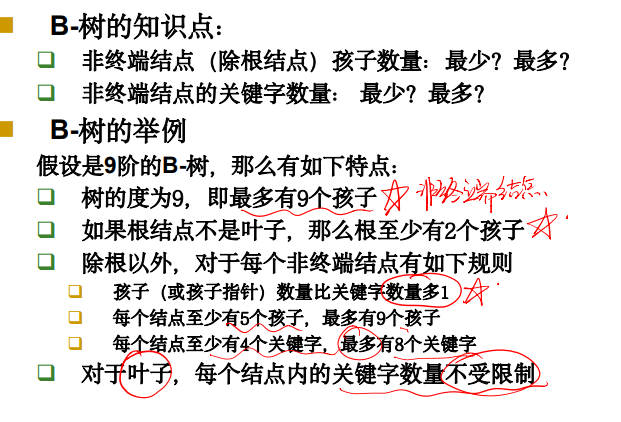 B-树的知识点：
非终端结点（除根结点）孩子数量：最少？最多？
非终端结点的关键字数量： 最少？最多？
B-树的举例
假设是9阶的B-树，那么有如下特点：
树的度为9，即最多有9个孩子 非终端结点
如果根结点不是叶子，那么根至少有2个孩子
除根以外，对于每个非终端结点有如下规则
孩子（或孩子指针）数量比关键字数量多1
每个结点至少有5个孩子，最多有9个孩子
每个结点至少有4个关键字，最多有8个关键字
对于叶子，每个结点内的关键字数量不受限制